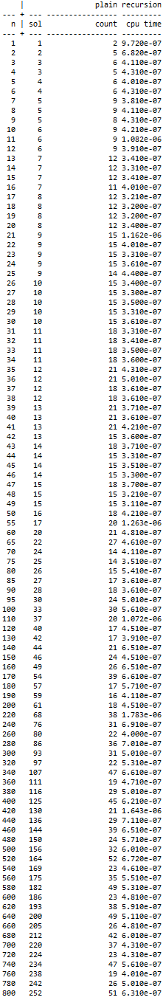 |                  plain recursion
--- + --- ---------------- ---------
  n | sol            count  cpu time
--- + --- ---------------- ---------
  1     1                2 9.720e-07
  2     2                5 6.820e-07
  3     3                6 4.110e-07
  4     3                5 4.310e-07
  5     4                6 4.010e-07
  6     4                6 4.310e-07
  7     5                9 3.810e-07
  8     5                9 4.110e-07
  9     5                8 4.310e-07
 10     6                9 4.210e-07
 11     6                9 1.082e-06
 12     6                9 3.910e-07
 13     7               12 3.410e-07
 14     7               12 3.310e-07
 15     7               12 3.410e-07
 16     7               11 4.010e-07
 17     8               12 3.210e-07
 18     8               12 3.200e-07
 19     8               12 3.200e-07
 20     8               12 3.400e-07
 21     9               15 1.162e-06
 22     9               15 4.010e-07
 23     9               15 3.310e-07
 24     9               15 3.610e-07
 25     9               14 4.400e-07
 26    10               15 3.400e-07
 27    10               15 3.300e-07
 28    10               15 3.500e-07
 29    10               15 3.310e-07
 30    10               15 3.610e-07
 31    11               18 3.310e-07
 32    11               18 3.410e-07
 33    11               18 3.500e-07
 34    11               18 3.600e-07
 35    12               21 4.310e-07
 36    12               21 5.010e-07
 37    12               18 3.610e-07
 38    12               18 3.610e-07
 39    13               21 3.710e-07
 40    13               21 3.610e-07
 41    13               21 4.210e-07
 42    13               15 3.600e-07
 43    14               18 3.710e-07
 44    14               15 3.310e-07
 45    14               15 3.510e-07
 46    14               15 3.300e-07
 47    15               18 3.700e-07
 48    15               15 3.210e-07
 49    15               15 3.110e-07
 50    16               18 4.210e-07
 55    17               20 1.263e-06
 60    20               21 4.810e-07
 65    22               27 4.610e-07
 70    24               14 4.110e-07
 75    25               14 3.510e-07
 80    26               15 5.410e-07
 85    27               17 3.610e-07
 90    28               18 3.610e-07
 95    30               24 5.010e-07
100    33               30 5.610e-07
110    37               20 1.072e-06
120    40               17 4.510e-07
130    42               17 3.910e-07
140    44               21 6.510e-07
150    46               24 4.510e-07
160    49               26 6.510e-07
170    54               39 6.610e-07
180    57               17 5.710e-07
190    59               16 4.110e-07
200    61               18 4.510e-07
220    68               38 1.783e-06
240    76               31 6.910e-07
260    80               22 4.000e-07
280    86               36 7.010e-07
300    93               31 5.010e-07
320    97               22 5.310e-07
340   107               47 6.610e-07
360   111               19 4.710e-07
380   116               29 5.010e-07
400   125               45 6.210e-07
420   130               21 1.643e-06
440   136               29 7.110e-07
460   144               39 6.510e-07
480   150               24 5.710e-07
500   156               32 6.010e-07
520   164               52 6.720e-07
540   169               23 4.610e-07
560   175               35 5.510e-07
580   182               49 5.310e-07
600   186               23 4.810e-07
620   193               38 5.910e-07
640   200               49 5.110e-07
660   205               26 4.810e-07
680   212               42 6.010e-07
700   220               37 4.310e-07
720   224               23 4.310e-07
740   234               47 5.610e-07
760   238               19 4.010e-07
780   242               26 5.010e-07
800   252               51 6.310e-07